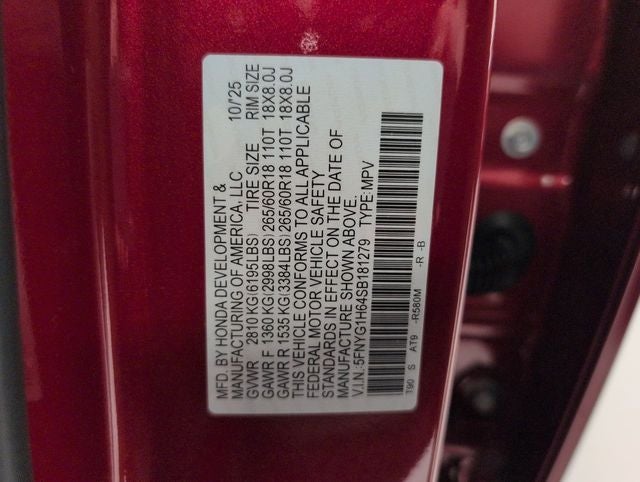 MFD. BY HONDA DEVELOPMENT & 10/'25
MANUFACTURING OF AMERICA, LLC
GVWR 2810 KG(6195LBS) TIRE SIZE RIM SIZE
GAWR F 1360 KG(2998LBS) 265/60R18 110T 18X8.0J
GAWR R 1535 KG(3384LBS) 265/60R18 110T 18X8.0J
THIS VEHICLE CONFORMS TO ALL APPLICABLE
FEDERAL MOTOR VEHICLE SAFETY
STANDARDS IN EFFECT ON THE DATE OF
MANUFACTURE SHOWN ABOVE.
V.I.N.: 5FNYG1H64SB181279 TYPE: MPV
T90 S AT9 -R580M -R -B